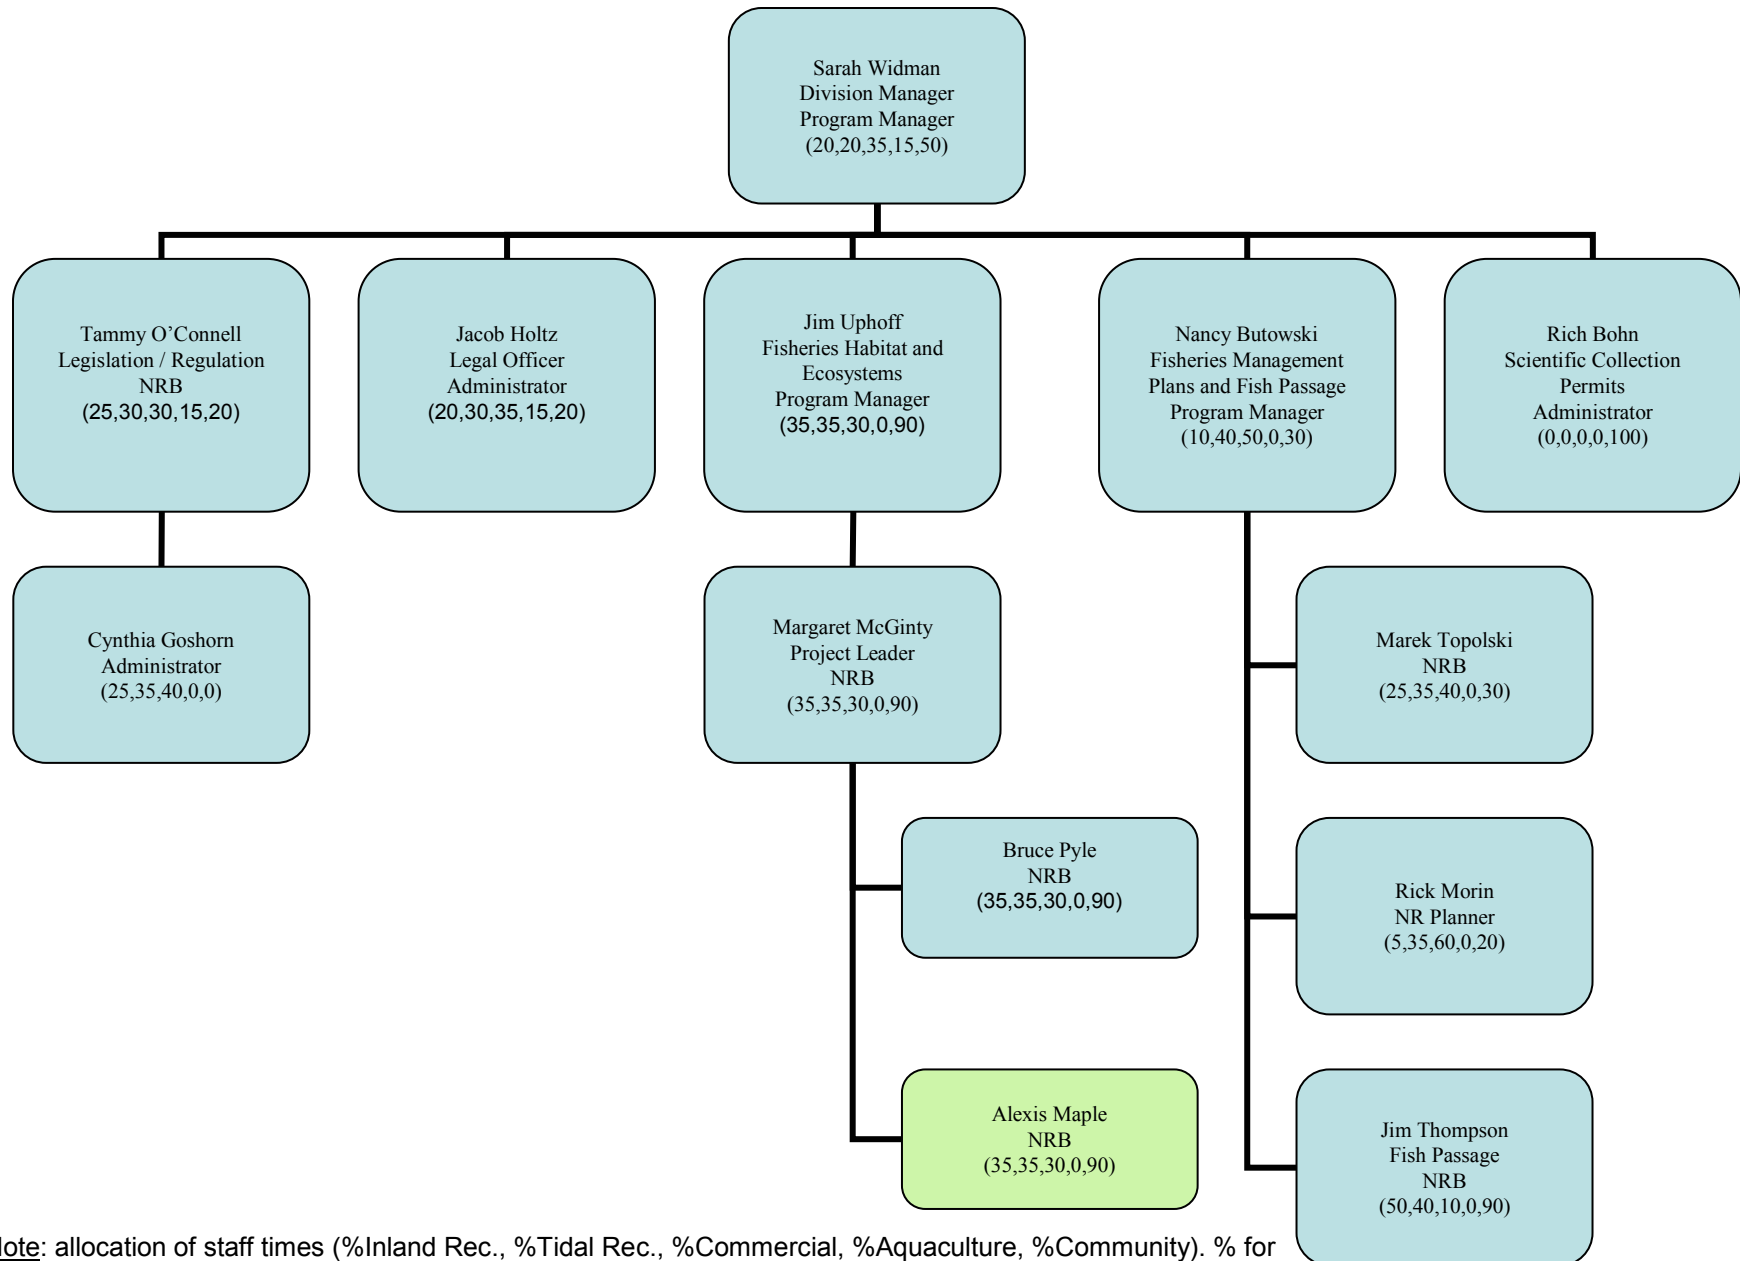 Sarah Widman
Division Manager
Program Manager
(20,20,35,15,50)
Tammy O’Connell
Legislation / Regulation
NRB
(25,30,30,15,20)
Jacob Holtz
Legal Officer
Administrator
(20,30,35,15,20)
Jim Uphoff
Fisheries Habitat and
Ecosystems
Program Manager
(35,35,30,0,90)
Nancy Butowski
Fisheries Management
Plans and Fish Passage
Program Manager
(10,40,50,0,30)
Rich Bohn
Scientific Collection
Permits
Administrator
(0,0,0,0,100)
Cynthia Goshorn
Administrator
(25,35,40,0,0)
Margaret McGinty
Project Leader
NRB
(35,35,30,0,90)
Marek Topolski
NRB
(25,35,40,0,30)
Bruce Pyle
NRB
(35,35,30,0,90)
Rick Morin
NR Planner
(5,35,60,0,20)
Alexis Maple
NRB
(35,35,30,0,90)
Jim Thompson
Fish Passage
NRB
(50,40,10,0,90)
Note: allocation of staff times (%Inland Rec., %Tidal Rec., %Commercial, %Aquaculture, %Community). % for